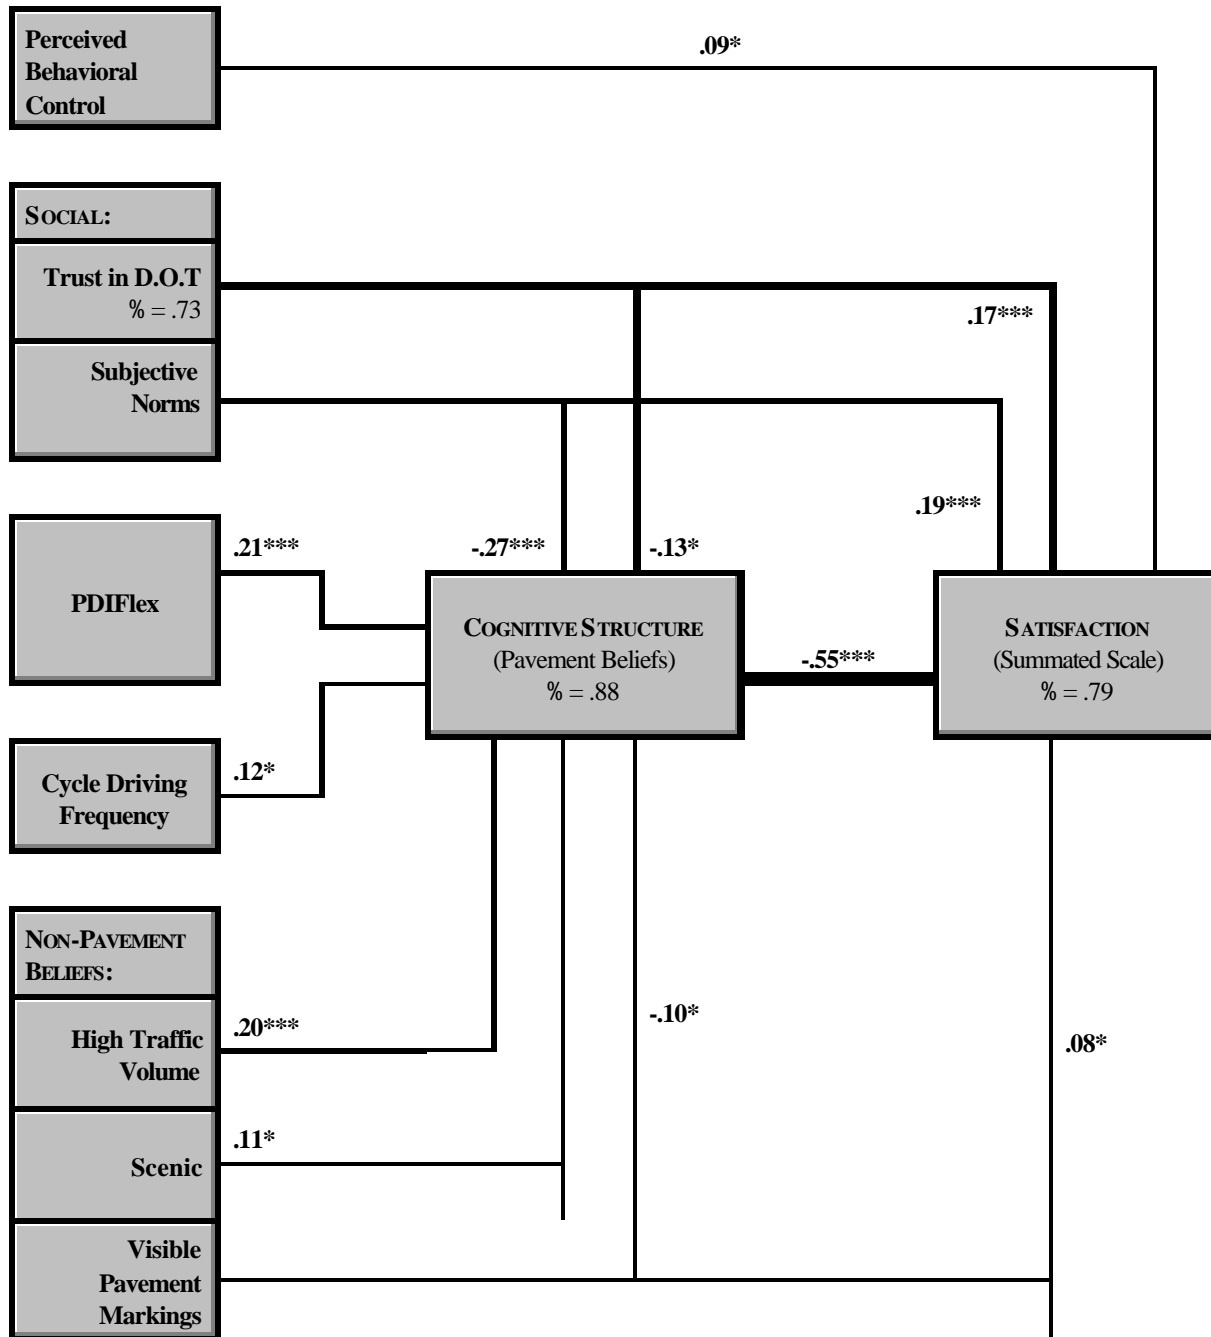 Perceived
Behavioral
Control
.09*
SOCIAL:
Trust in D.O.T
% = .73
.17***
Subjective
Norms
.19***
PDIFlex
.21***
-.27***
-.13*
COGNITIVE STRUCTURE
(Pavement Beliefs)
% = .88
-.55***
SATISFACTION
(Summated Scale)
% = .79
Cycle Driving
Frequency
.12*
NON-PAVEMENT
BELIEFS:
High Traffic
Volume
.20***
-.10*
.08*
Scenic
.11*
Visible
Pavement
Markings